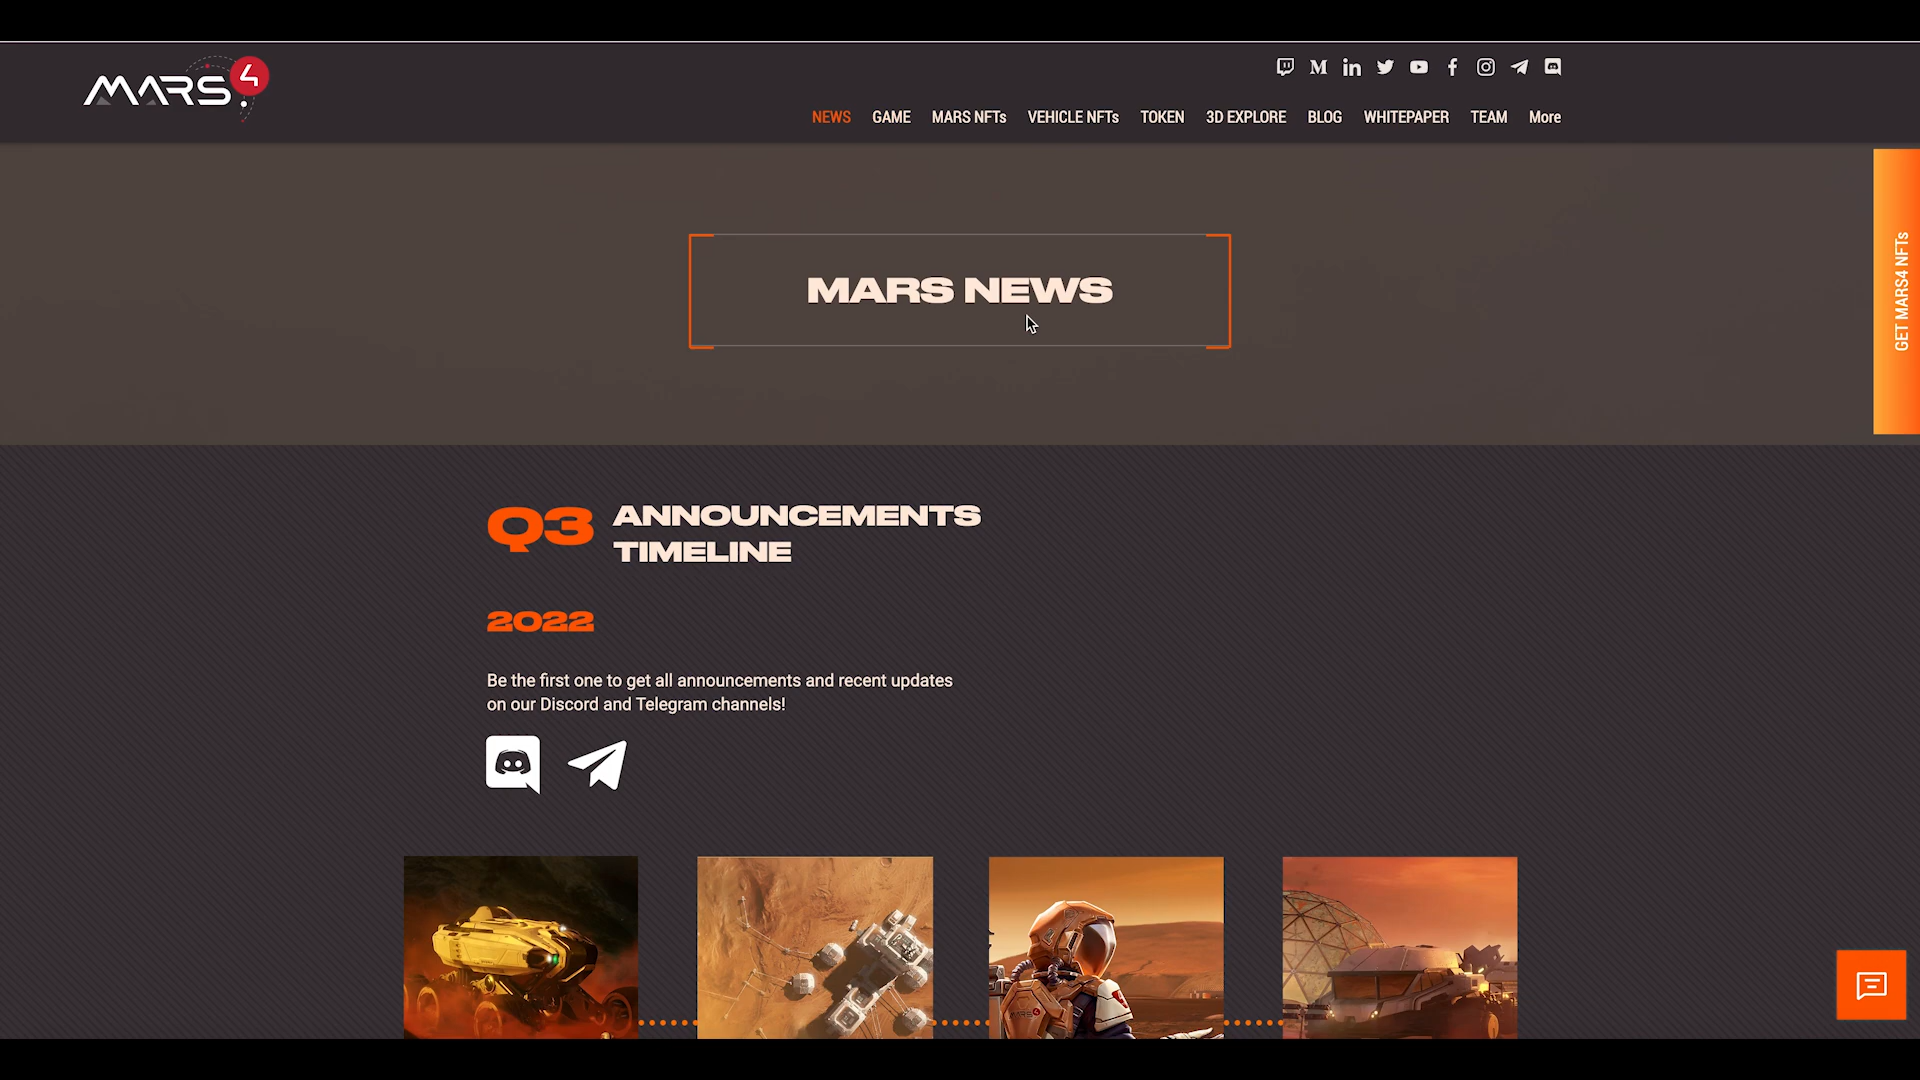 MARS 4
NEWS GAME MARS NFTs VEHICLE NFTs TOKEN 3D EXPLORE BLOG WHITEPAPER TEAM More
MARS NEWS
GET MARS4 NFTs
Q3 ANNOUNCEMENTS
TIMELINE
2022
Be the first one to get all announcements and recent updates
on our Discord and Telegram channels!
MARS4